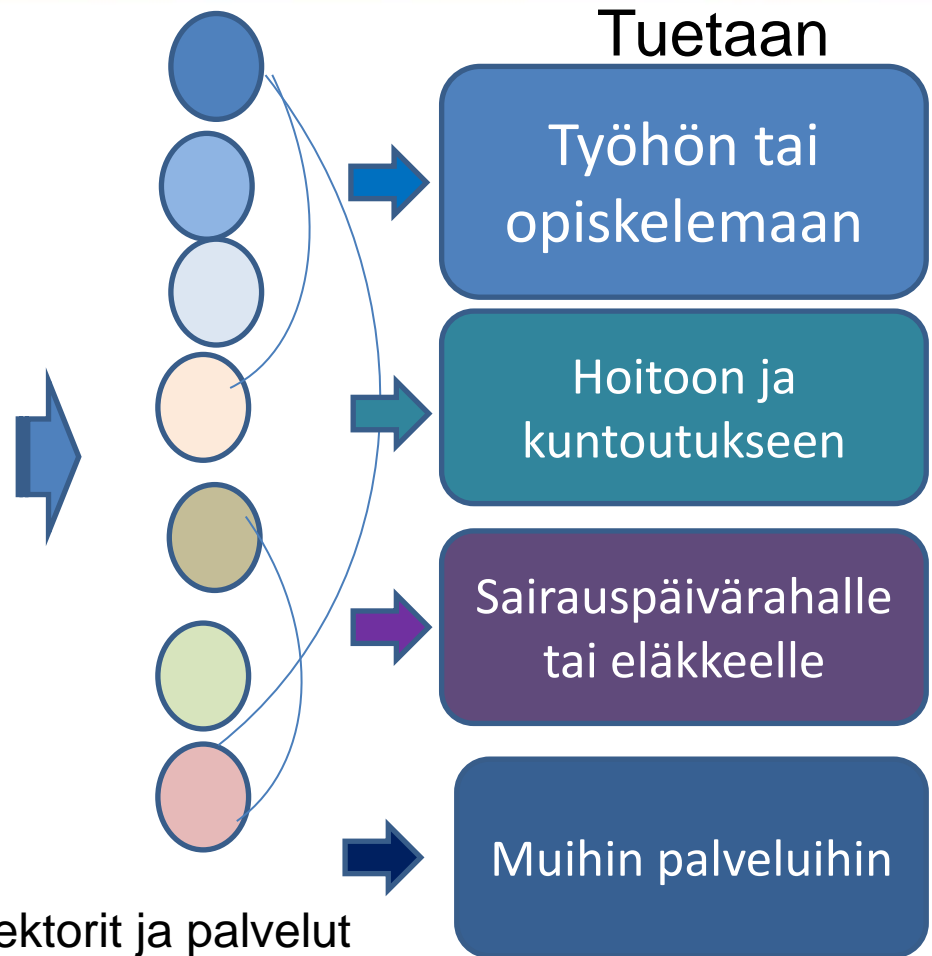 Tuetaan
Työhön tai
opiskelemaan
Hoitoon ja
kuntoutukseen
Sairauspäivärahalle
tai eläkkeelle
Muihin palveluihin
ektorit ja palvelut